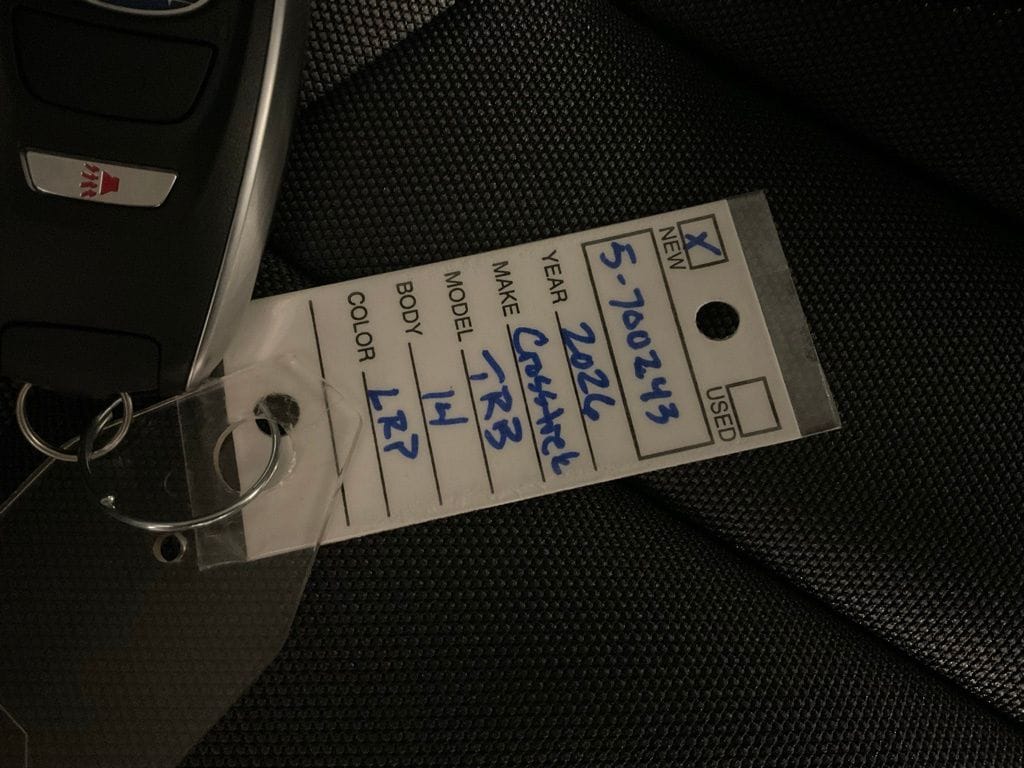 X
NEW USED
5-700243
YEAR 2026
MAKE Crosstrek
MODEL TRB
BODY 14
COLOR LRP